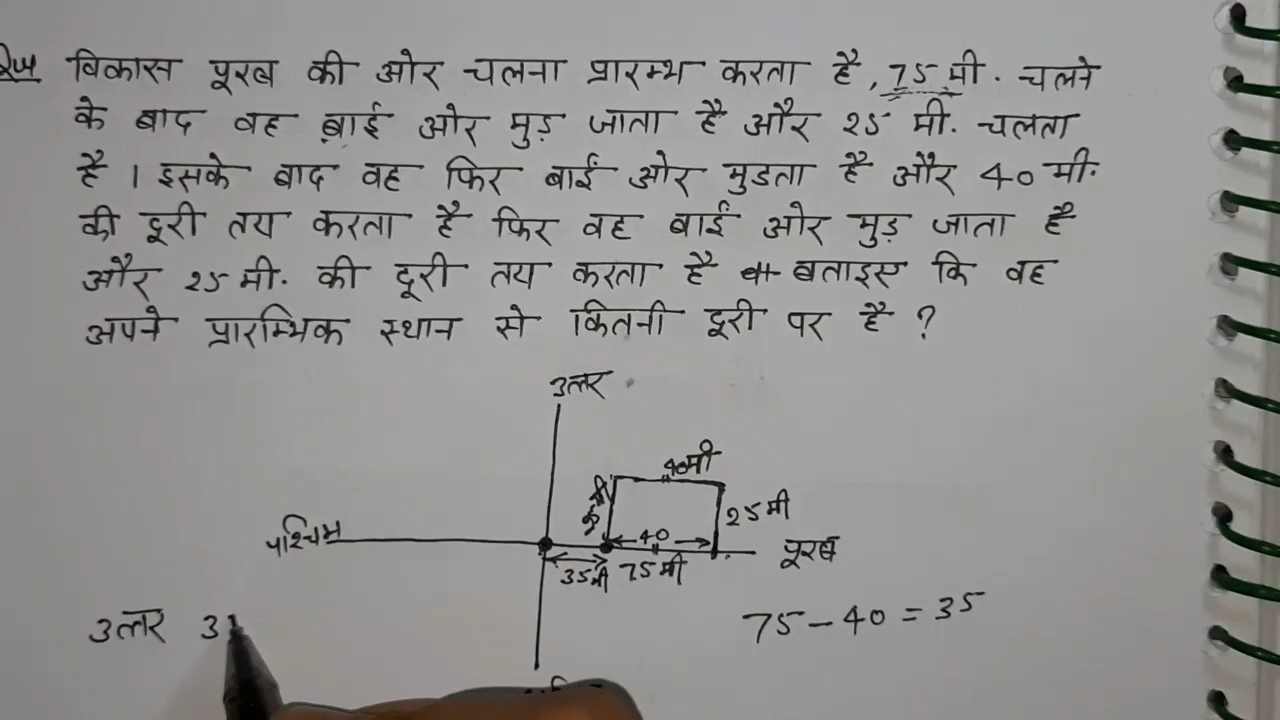 विकास पूरब की ओर चलना प्रारम्भ करता है, 75 मी. चलने
के बाद वह बाई ओर मुड़ जाता है और 25 मी. चलता
है। इसके बाद वह फिर बाई ओर मुडता है और 40 मी.
की दूरी तय करता है फिर वह बाईं ओर मुड़ जाता है
और 25 मी. की दूरी तय करता है बताइए कि वह
अपने प्रारम्भिक स्थान से कितनी दूरी पर है ?
उत्तर
40मी
25मी
पश्चिम
40
पूरब
35मी 75मी
75 - 40 = 35
उत्तर